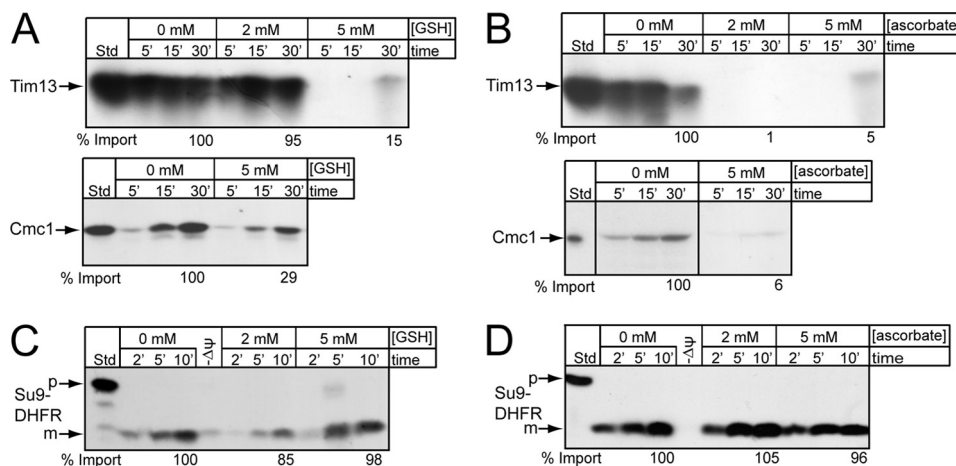 A
0 mM 2 mM 5 mM [GSH]
Std 5' 15' 30' 5' 15' 30' 5' 15' 30' time
Tim13
% Import 100 95 15
0 mM 5 mM [GSH]
Std 5' 15' 30' 5' 15' 30' time
Cmc1
% Import 100 29
B
0 mM 2 mM 5 mM [ascorbate]
Std 5' 15' 30' 5' 15' 30' 5' 15' 30' time
Tim13
% Import 100 1 5
0 mM 5 mM [ascorbate]
Std 5' 15' 30' 5' 15' 30' time
Cmc1
% Import 100 6
C
0 mM -ΔΨ 2 mM 5 mM [GSH]
Std 2' 5' 10' 2' 5' 10' 2' 5' 10' time
p
Su9-
DHFR
m
% Import 100 85 98
D
0 mM -ΔΨ 2 mM 5 mM [ascorbate]
Std 2' 5' 10' 2' 5' 10' 2' 5' 10' time
p
Su9-
DHFR
m
% Import 100 105 96